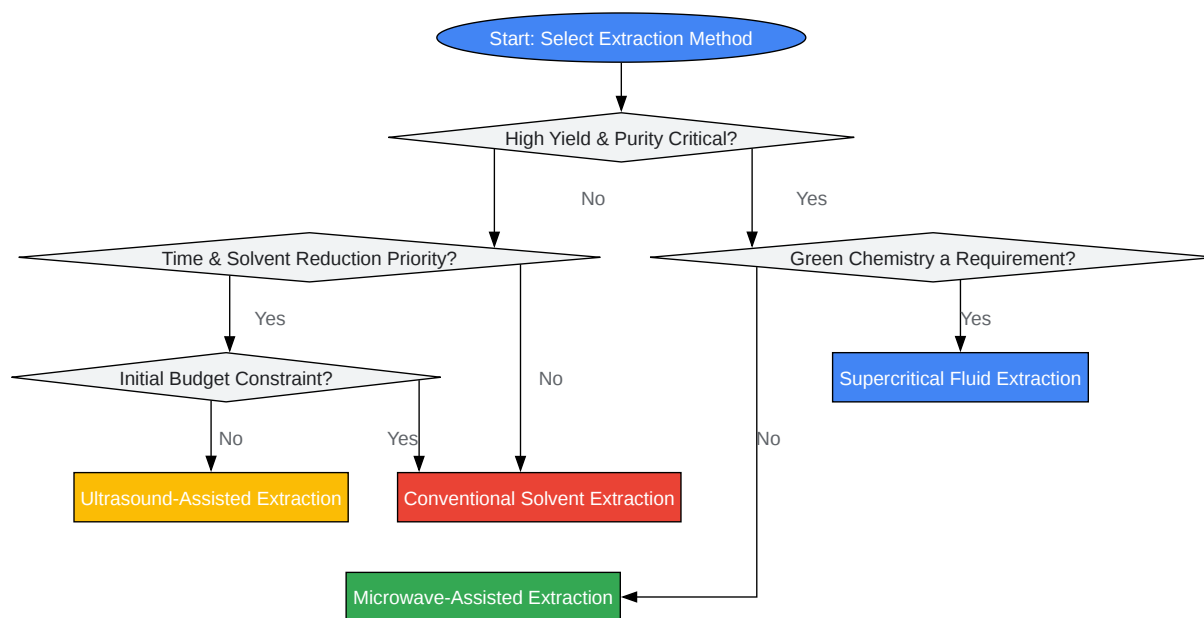 Start: Select Extraction Method
High Yield & Purity Critical?
No
Yes
Time & Solvent Reduction Priority?
Green Chemistry a Requirement?
Yes
Yes
Initial Budget Constraint?
No
Supercritical Fluid Extraction
No
Yes
No
Ultrasound-Assisted Extraction
Conventional Solvent Extraction
Microwave-Assisted Extraction